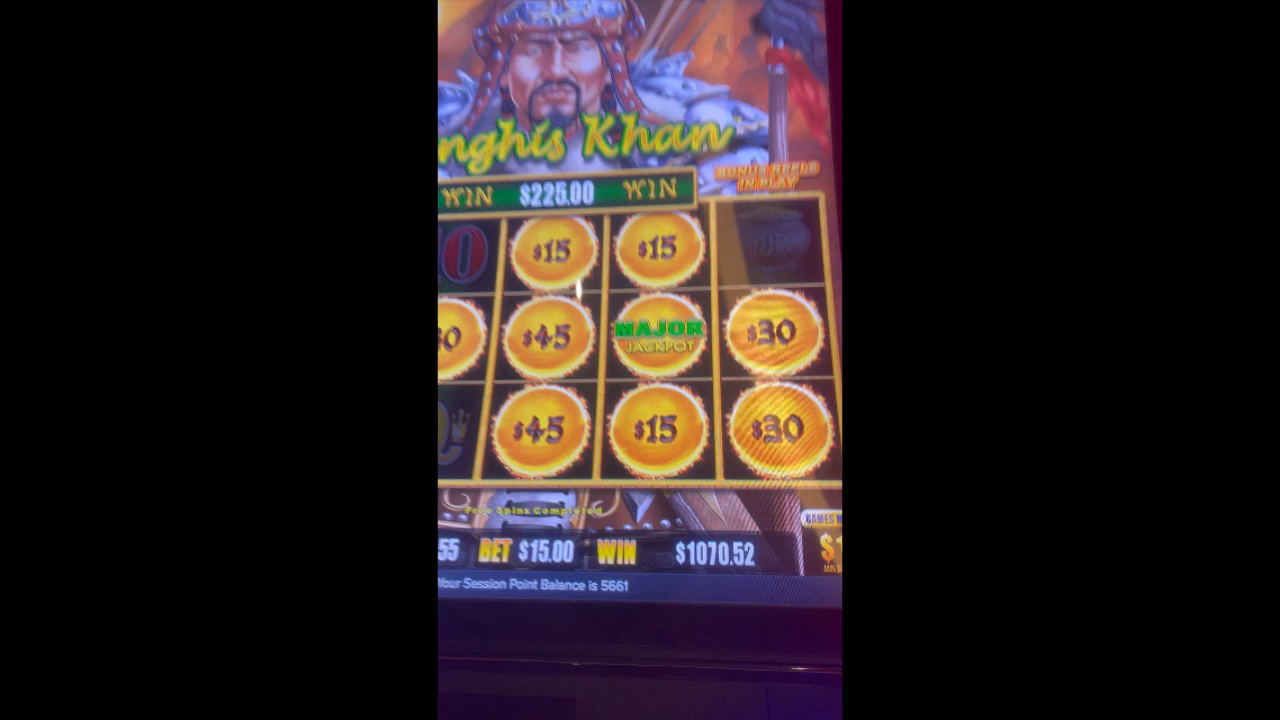 nghis Khan
BONUS REELS
IN PLAY
WIN $225.00 WIN
$15 $15
$45 MAJOR $30
JACKPOT
$45 $15 $30
Free Spins Completed
55 BET $15.00 WIN $1070.52
Your Session Point Balance is 5661